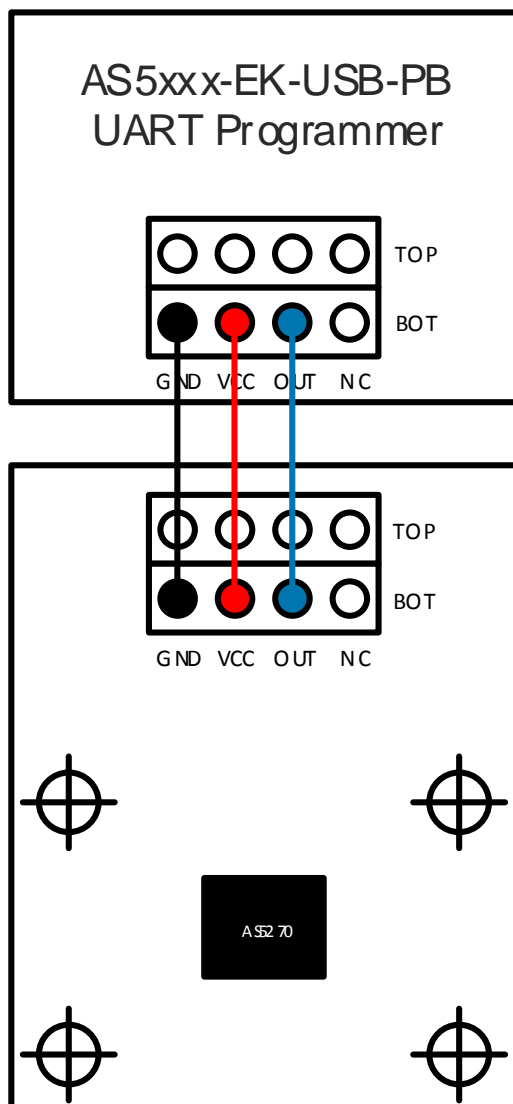 AS5xxx-EK-USB-PB
UART Programmer
TOP
BOT
GND VCC OUT NC
TOP
BOT
GND VCC OUT NC
AS5270